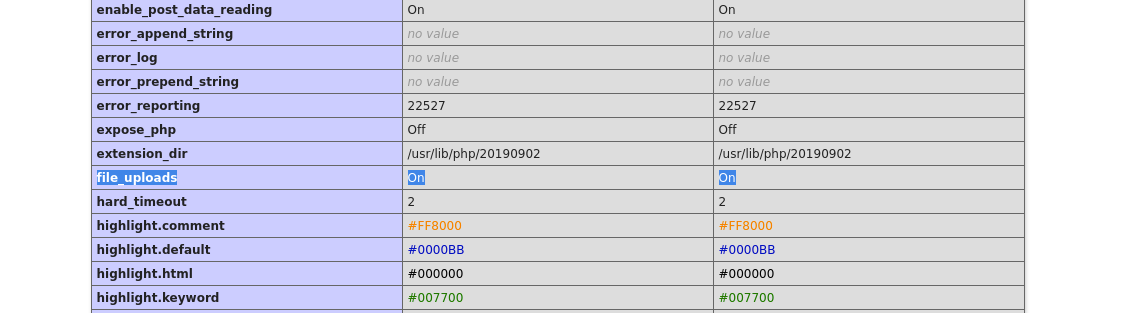 enable_post_data_reading On On
error_append_string no value no value
error_log no value no value
error_prepend_string no value no value
error_reporting 22527 22527
expose_php Off Off
extension_dir /usr/lib/php/20190902 /usr/lib/php/20190902
file_uploads On On
hard_timeout 2 2
highlight.comment #FF8000 #FF8000
highlight.default #0000BB #0000BB
highlight.html #000000 #000000
highlight.keyword #007700 #007700